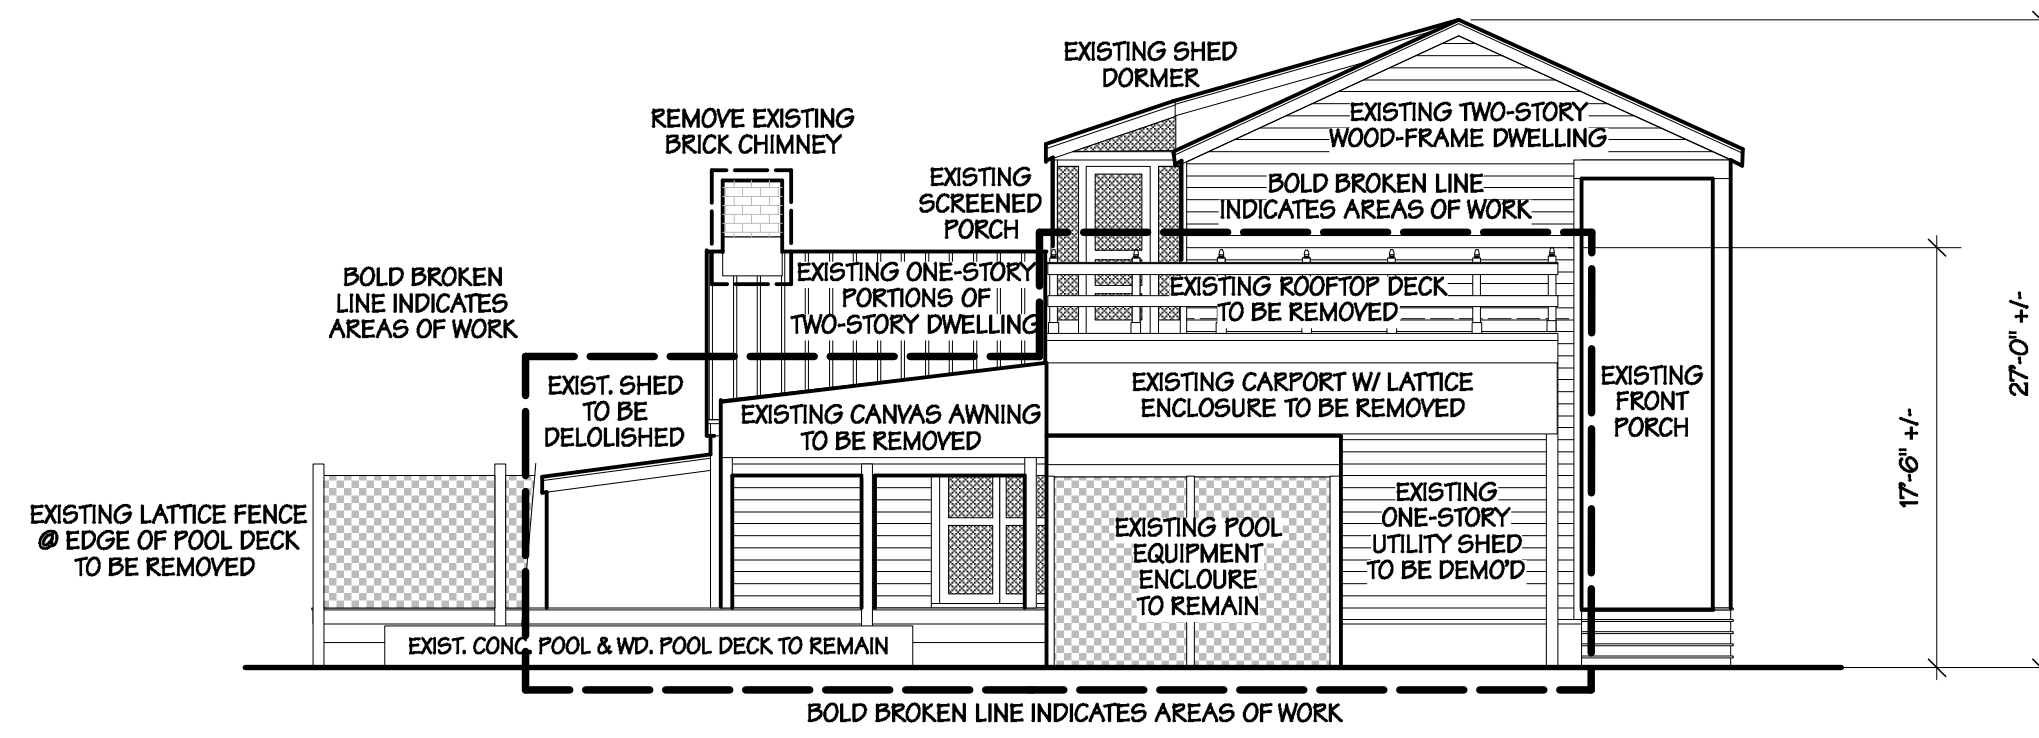 EXISTING SHED
DORMER
REMOVE EXISTING
BRICK CHIMNEY
EXISTING TWO-STORY
WOOD-FRAME DWELLING
EXISTING
SCREENED
PORCH
BOLD BROKEN LINE
INDICATES AREAS OF WORK
BOLD BROKEN
LINE INDICATES
AREAS OF WORK
EXISTING ONE-STORY
PORTIONS OF
TWO-STORY DWELLING
EXISTING ROOFTOP DECK
TO BE REMOVED
27'-0" +/-
EXIST. SHED
TO BE
DELOLISHED
EXISTING CANVAS AWNING
TO BE REMOVED
EXISTING CARPORT W/ LATTICE
ENCLOSURE TO BE REMOVED
EXISTING
FRONT
PORCH
17'-6" +/-
EXISTING LATTICE FENCE
@ EDGE OF POOL DECK
TO BE REMOVED
EXISTING POOL
EQUIPMENT
ENCLOURE
TO REMAIN
EXISTING
ONE-STORY
UTILITY SHED
TO BE DEMO'D
EXIST. CONC. POOL & WD. POOL DECK TO REMAIN
BOLD BROKEN LINE INDICATES AREAS OF WORK